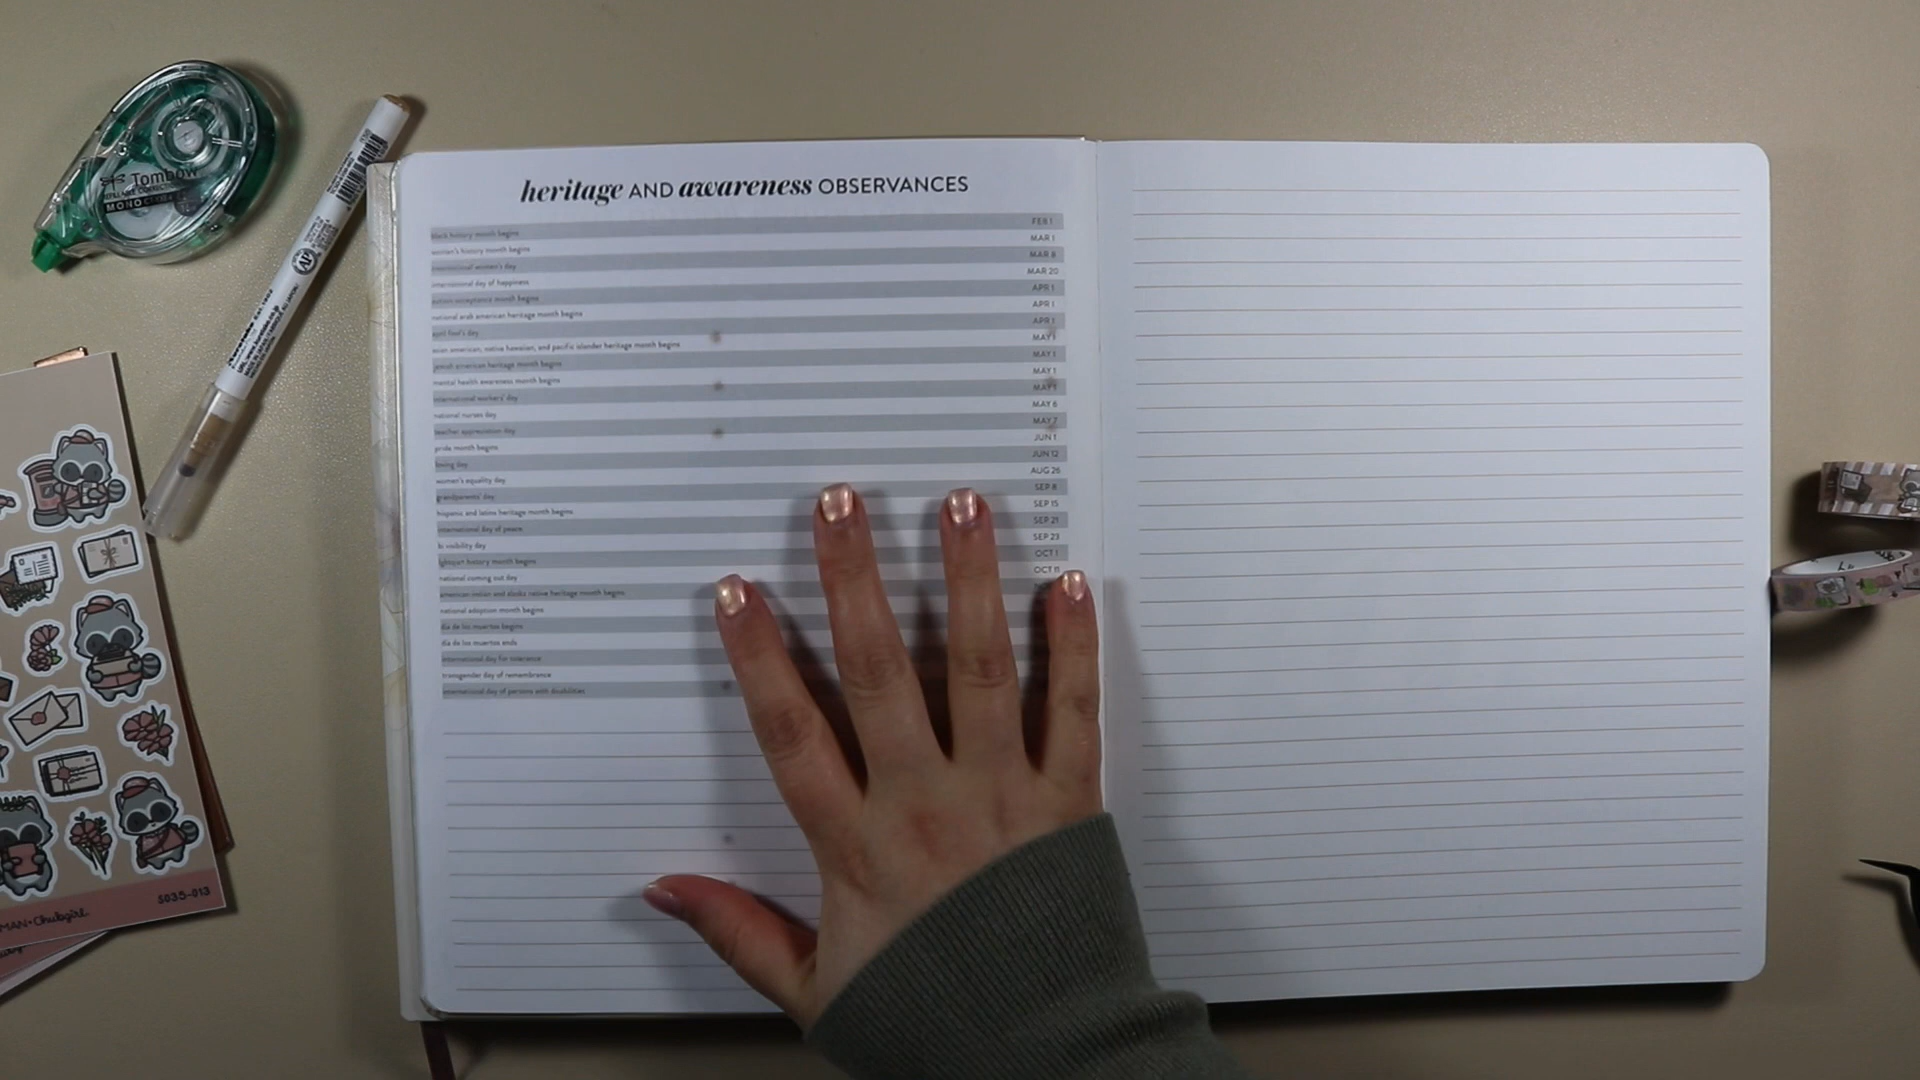 heritage AND awareness OBSERVANCES
black history month begins FEB 1
women's history month begins MAR 1
international women's day MAR 8
international day of happiness MAR 20
autism acceptance month begins APR 1
national arab american heritage month begins APR 1
april fool's day APR 1
asian american, native hawaiian, and pacific islander heritage month begins MAY 1
jewish american heritage month begins MAY 1
mental health awareness month begins MAY 1
international workers' day MAY 1
national nurses day MAY 6
teacher appreciation day MAY 7
pride month begins JUN 1
loving day JUN 12
women's equality day AUG 26
grandparents' day SEP 8
hispanic and latinx heritage month begins SEP 15
international day of peace SEP 21
bi visibility day SEP 23
lgbtqia+ history month begins OCT 1
national coming out day OCT 11
american indian and alaska native heritage month begins
national adoption month begins
día de los muertos begins
día de los muertos ends
international day for tolerance
transgender day of remembrance
international day of persons with disabilities
Tombow
MONO
AP
S035-013
MAN • Chubgirl